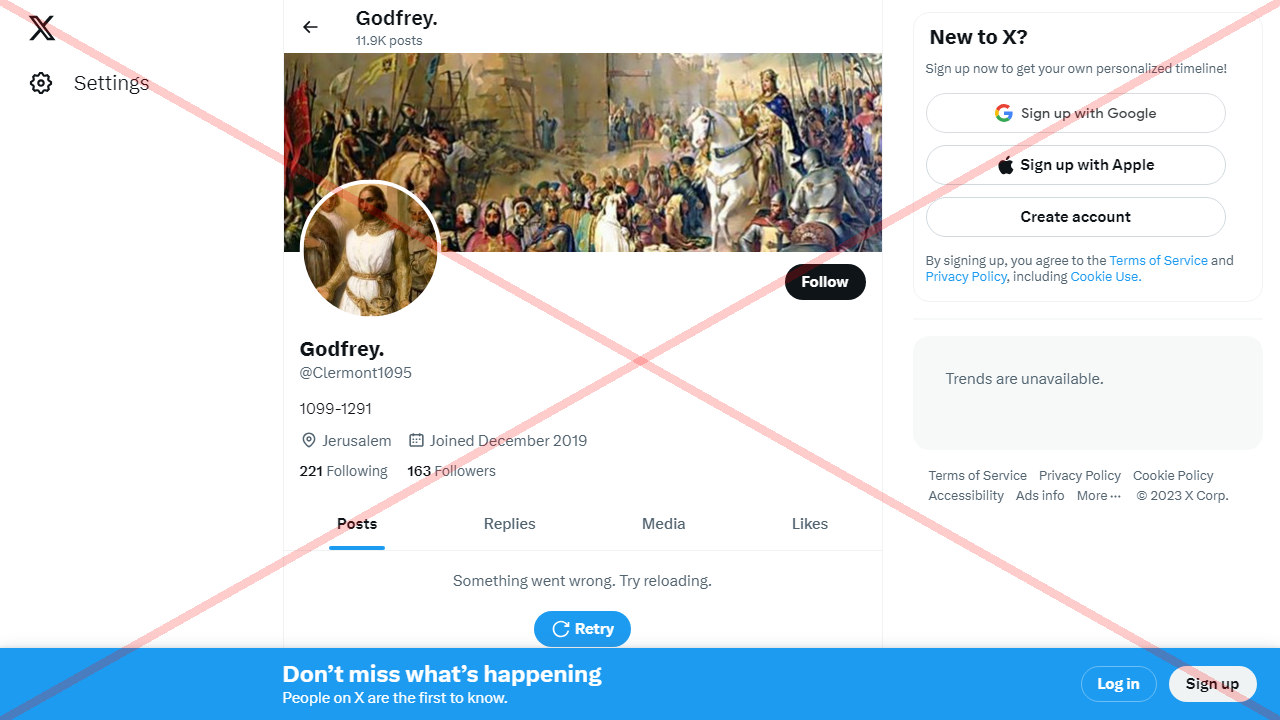 Settings
Godfrey.
11.9K posts
Follow
Godfrey.
@Clermont1095
1099-1291
Jerusalem Joined December 2019
221 Following 163 Followers
Posts Replies Media Likes
Something went wrong. Try reloading.
Retry
New to X?
Sign up now to get your own personalized timeline!
Sign up with Google
Sign up with Apple
Create account
By signing up, you agree to the Terms of Service and
Privacy Policy, including Cookie Use.
Trends are unavailable.
Terms of Service Privacy Policy Cookie Policy
Accessibility Ads info More ··· © 2023 X Corp.
Don’t miss what’s happening
People on X are the first to know.
Log in Sign up